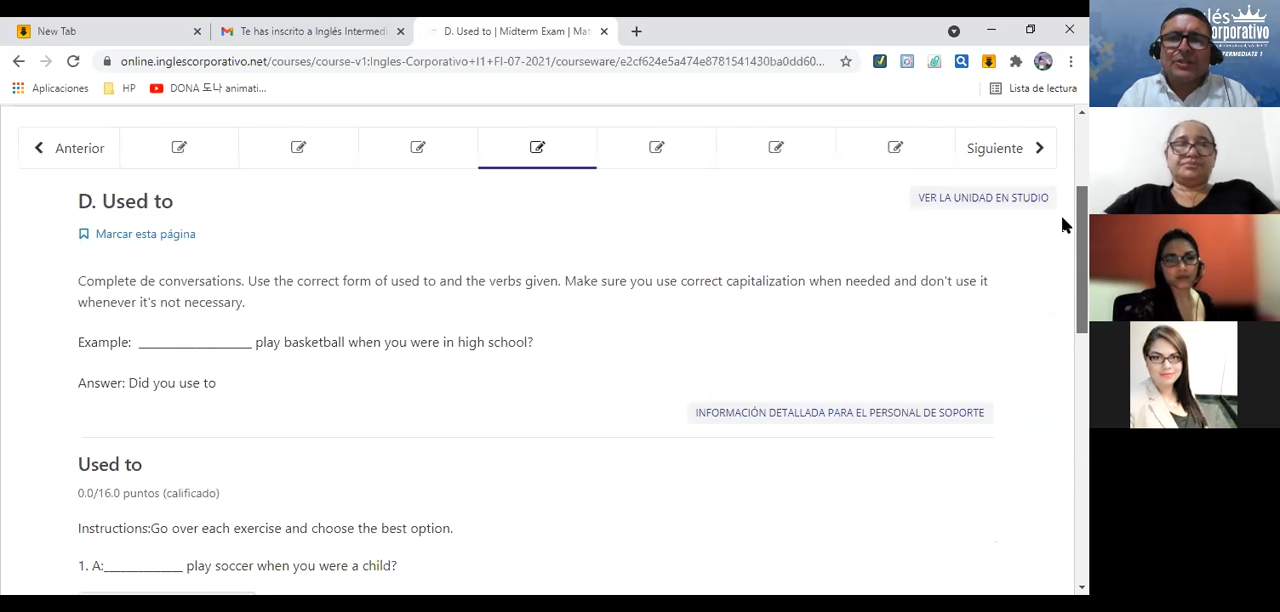 New Tab
Te has inscrito a Inglés Intermedi
D. Used to | Midterm Exam | Mat
online.inglescorporativo.net/courses/course-v1:Ingles-Corporativo+I1+FI-07-2021/courseware/e2cf624e5a474e8781541430ba0dd60...
Aplicaciones
HP
DONA 도나 animati...
Lista de lectura
Anterior
Siguiente
D. Used to
VER LA UNIDAD EN STUDIO
Marcar esta página
Complete de conversations. Use the correct form of used to and the verbs given. Make sure you use correct capitalization when needed and don't use it
whenever it's not necessary.
Example: ____________________ play basketball when you were in high school?
Answer: Did you use to
INFORMACIÓN DETALLADA PARA EL PERSONAL DE SOPORTE
Used to
0.0/16.0 puntos (calificado)
Instructions:Go over each exercise and choose the best option.
1. A:______________ play soccer when you were a child?